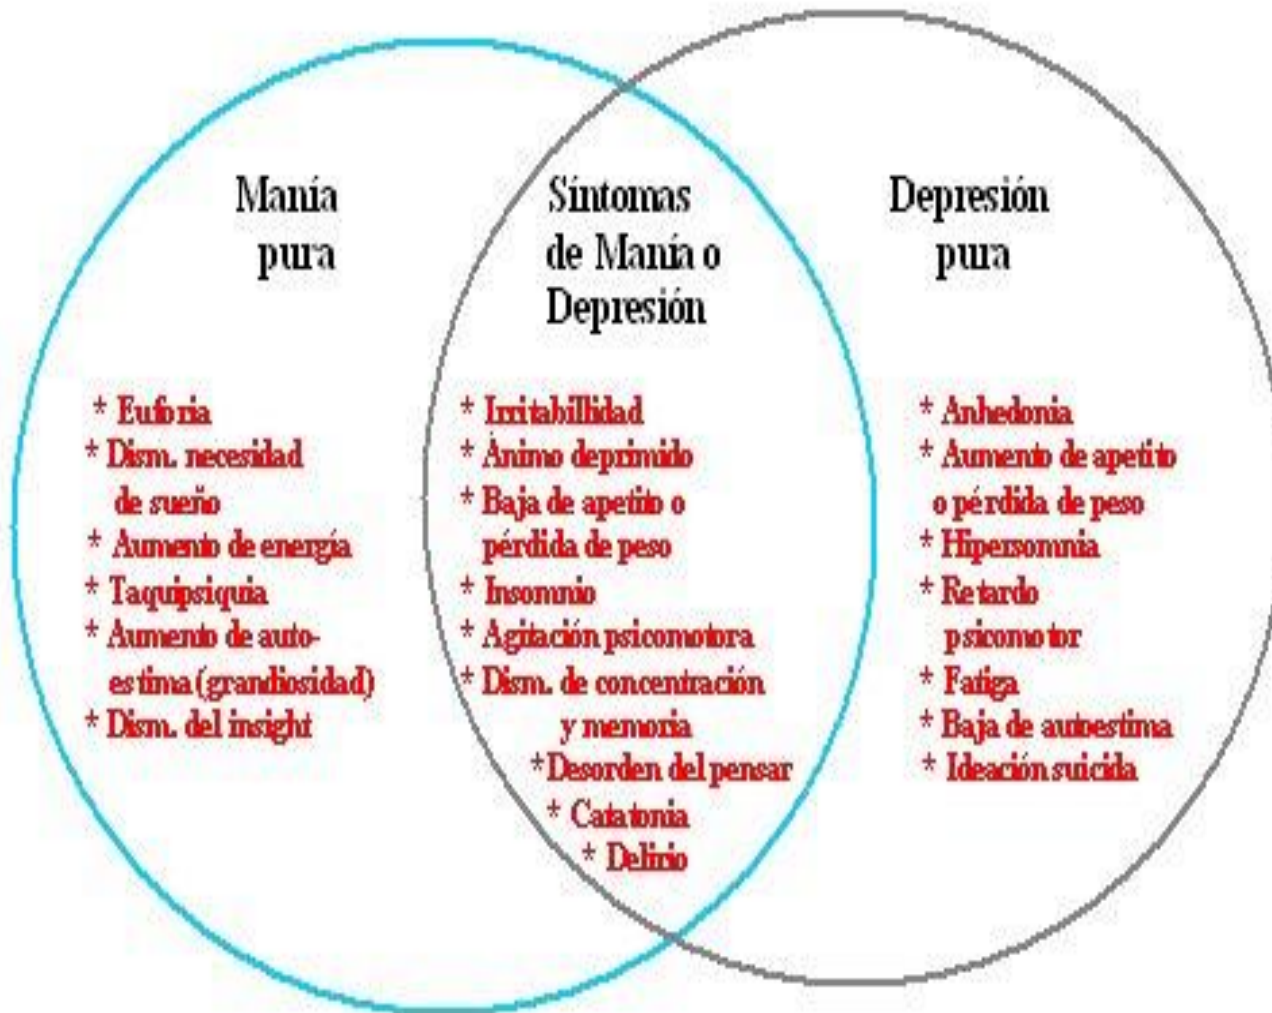 Manía
pura
* Euforia
* Dism. necesidad
de sueño
* Aumento de energía
* Taquipsiquia
* Aumento de auto-
estima (grandiosidad)
* Dism. del insight
Síntomas
de Manía o
Depresión
* Irritabillidad
* Ánimo deprimido
* Baja de apetito o
pérdida de peso
* Insomnio
* Agitación psicomotora
* Dism. de concentración
y memoria
*Desorden del pensar
* Catatonia
* Delirio
Depresión
pura
* Anhedonia
* Aumento de apetito
o pérdida de peso
* Hipersomnia
* Retardo
psicomotor
* Fatiga
* Baja de autoestima
* Ideación suicida